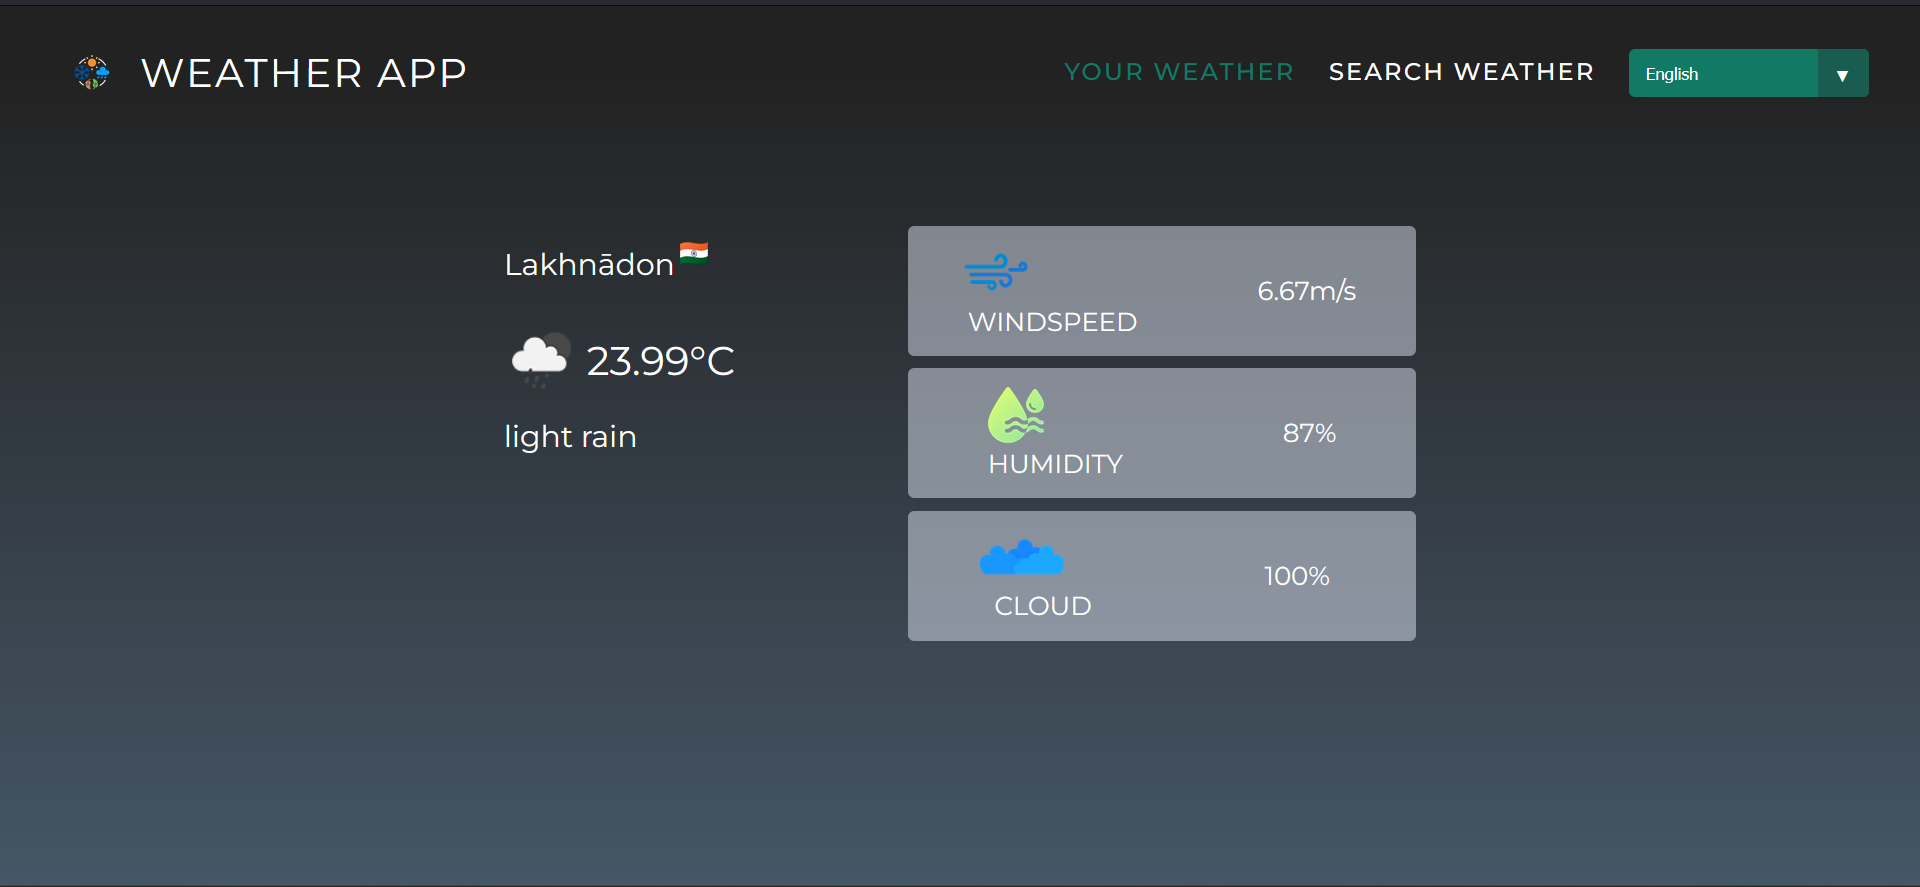 WEATHER APP
YOUR WEATHER
SEARCH WEATHER
English
Lakhnādon
23.99°C
light rain
6.67m/s
WINDSPEED
87%
HUMIDITY
100%
CLOUD